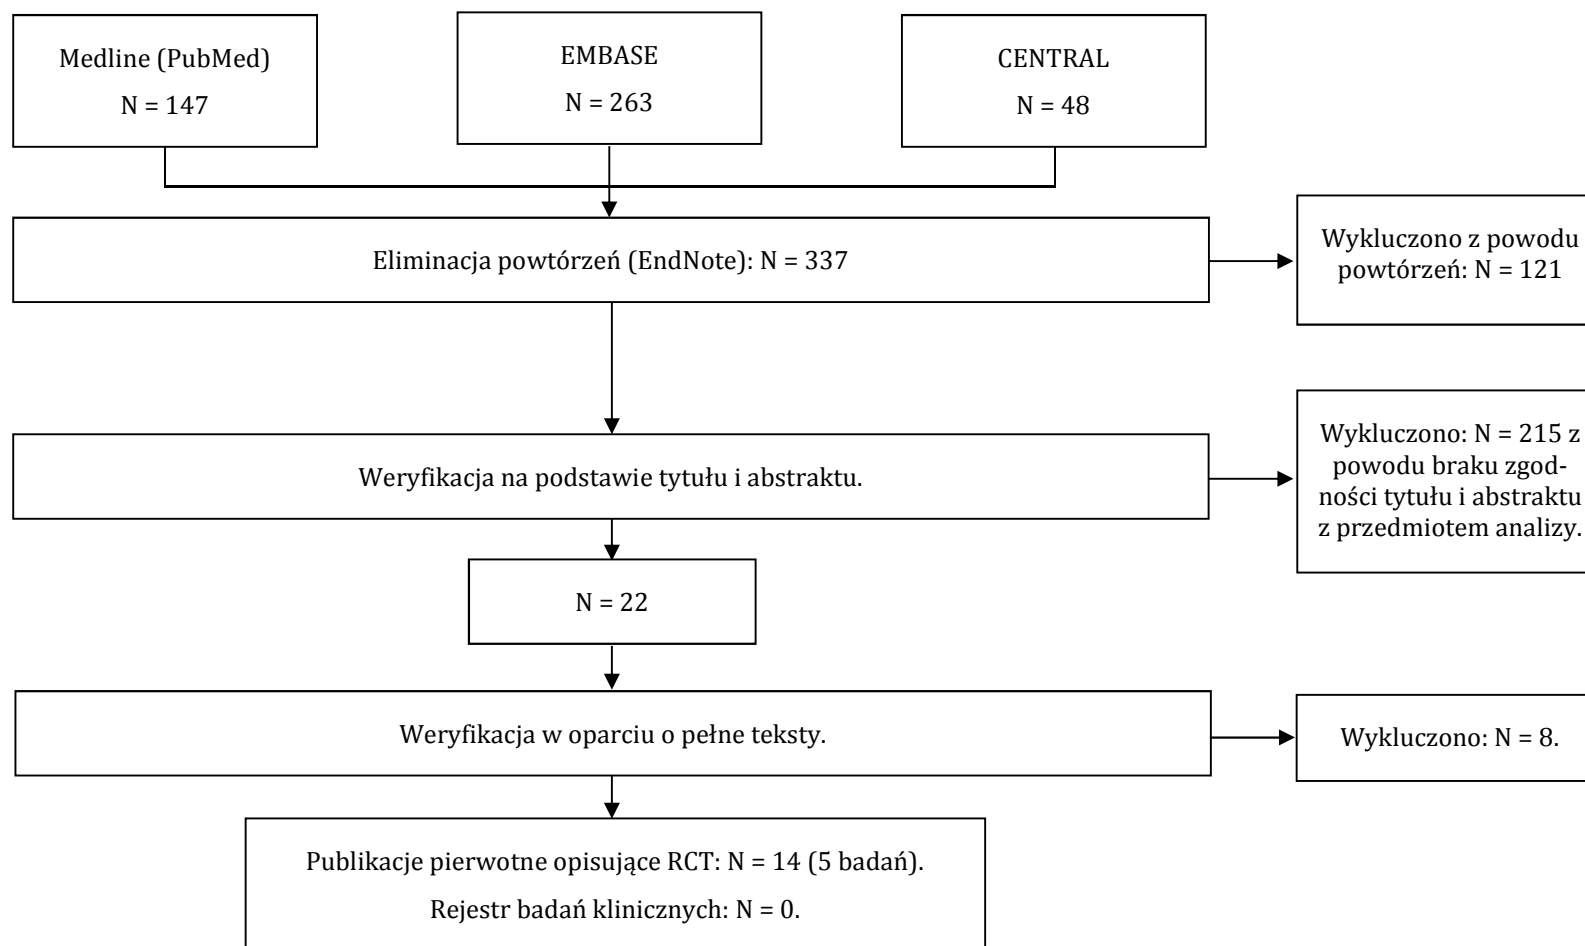 Medline (PubMed)
N = 147
EMBASE
N = 263
CENTRAL
N = 48
Eliminacja powtórzeń (EndNote): N = 337
Wykluczono z powodu
powtórzeń: N = 121
Weryfikacja na podstawie tytułu i abstraktu.
Wykluczono: N = 215 z
powodu braku zgod-
ności tytułu i abstraktu
z przedmiotem analizy.
N = 22
Weryfikacja w oparciu o pełne teksty.
Wykluczono: N = 8.
Publikacje pierwotne opisujące RCT: N = 14 (5 badań).
Rejestr badań klinicznych: N = 0.